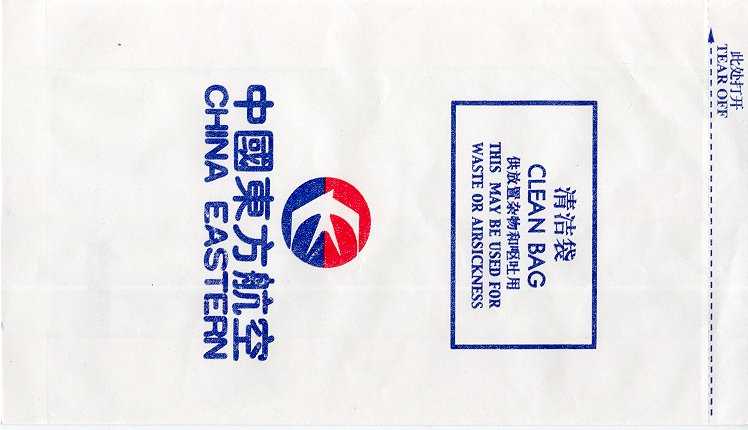 此处打开
TEAR OFF
清洁袋
CLEAN BAG
供放置杂物和呕吐用
THIS MAY BE USED FOR
WASTE OR AIRSICKNESS
中國東方航空
CHINA EASTERN